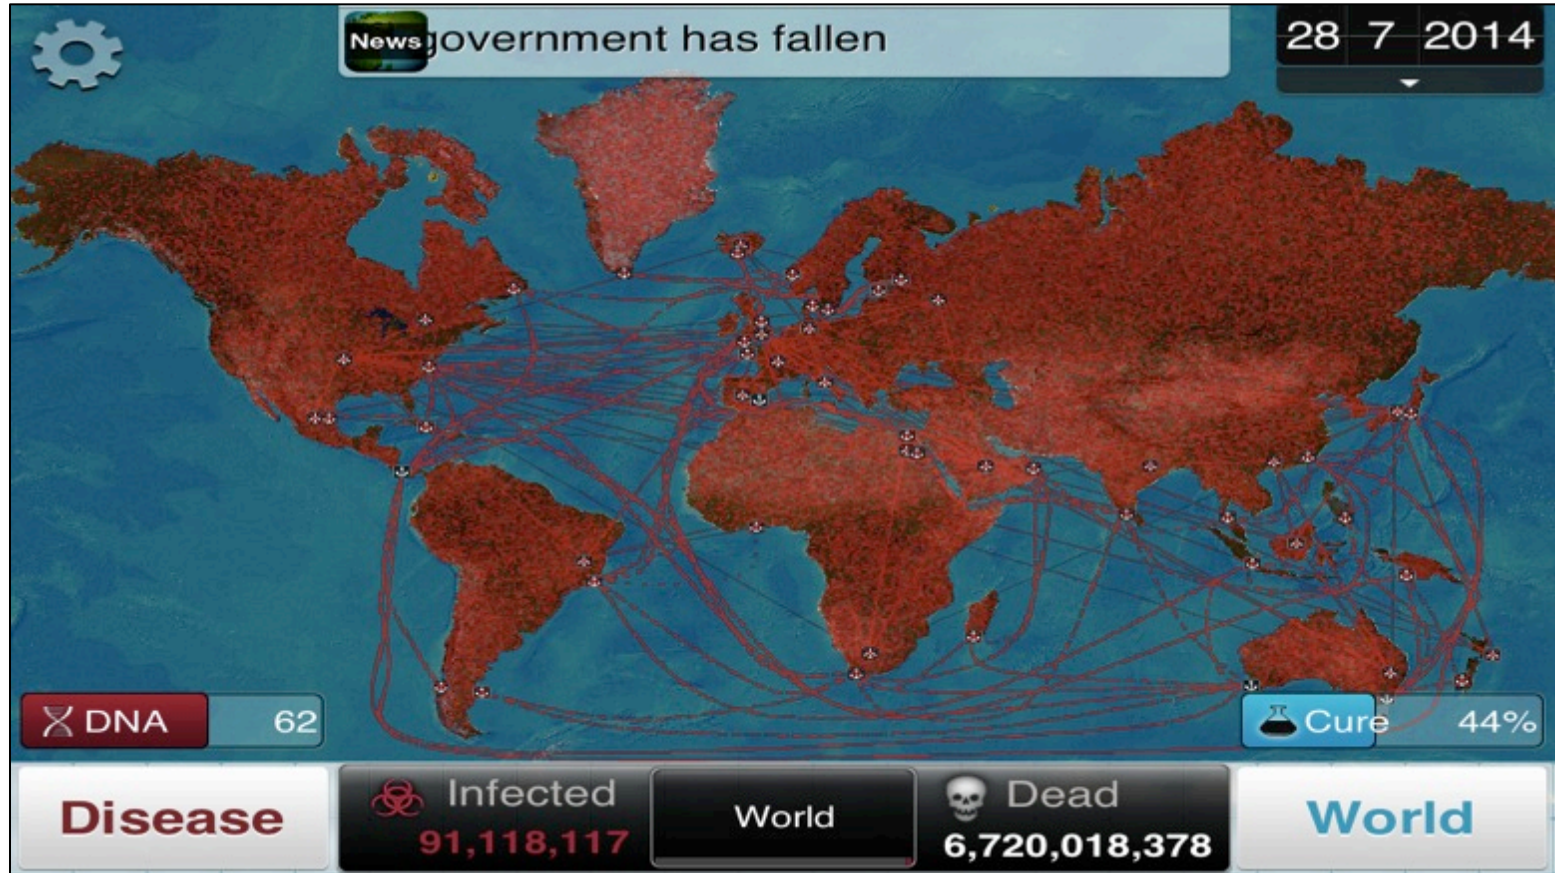 News government has fallen
28 7 2014
DNA 62
Cure 44%
Disease
Infected
91,118,117
World
Dead
6,720,018,378
World